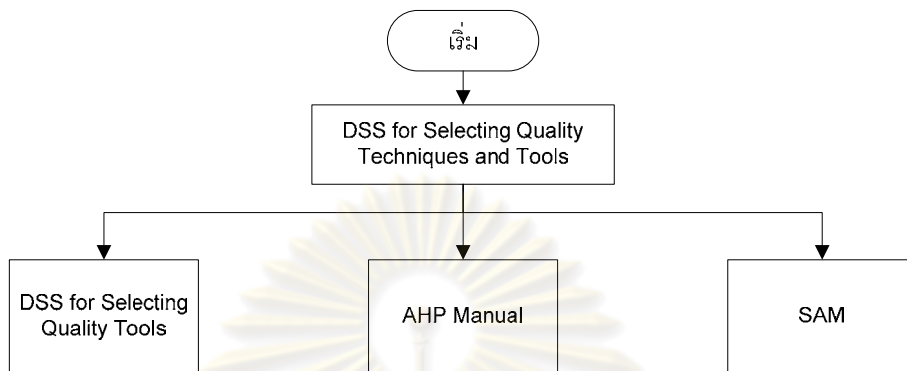 เริ่ม
DSS for Selecting Quality
Techniques and Tools
DSS for Selecting
Quality Tools
AHP Manual
SAM